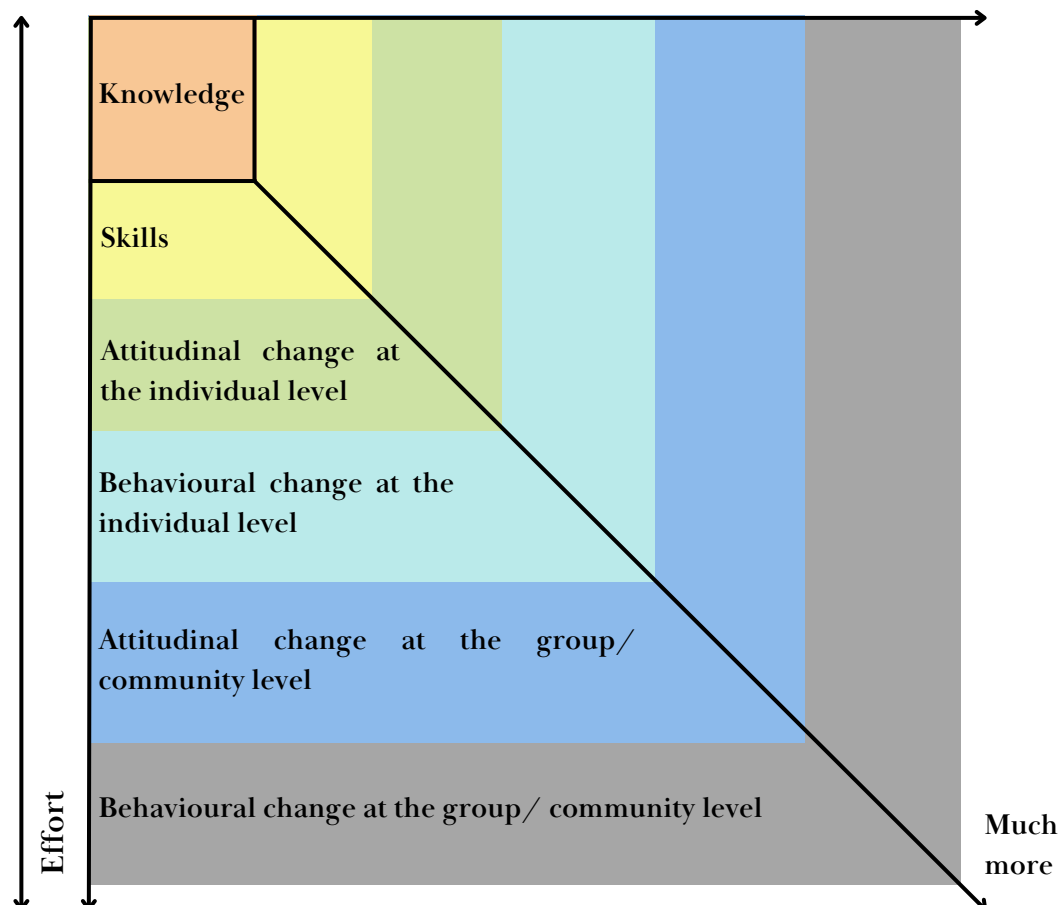 Knowledge
Skills
Attitudinal change at
the individual level
Behavioural change at the
individual level
Attitudinal change at the group/
community level
Behavioural change at the group/ community level
Effort
Much
more